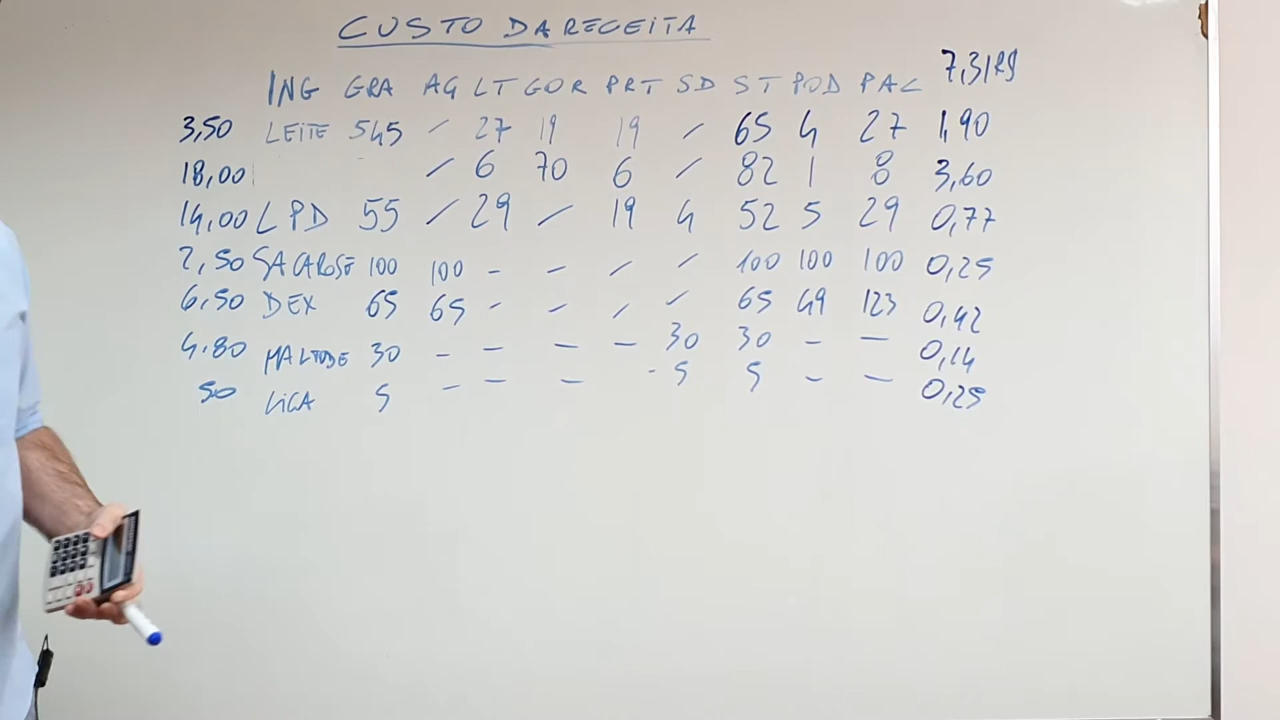 CUSTO DA RECEITA
7,31R$
ING GRA AG LT GOR PRT SD ST POD PAC
3,50 LEITE 545 / 27 19 19 / 65 4 27 1,90
18,00 / 6 70 6 / 82 1 8 3,60
14,00 LPD 55 / 29 / 19 4 52 5 29 0,77
2,50 SACAROSE 100 100 - - / / 100 100 100 0,25
6,50 DEX 65 65 - / / / 65 49 123 0,42
4.80 MALTODE 30 - - - - 30 30 - - 0,14
50 LIGA 5 - - - - 5 5 - - 0,25